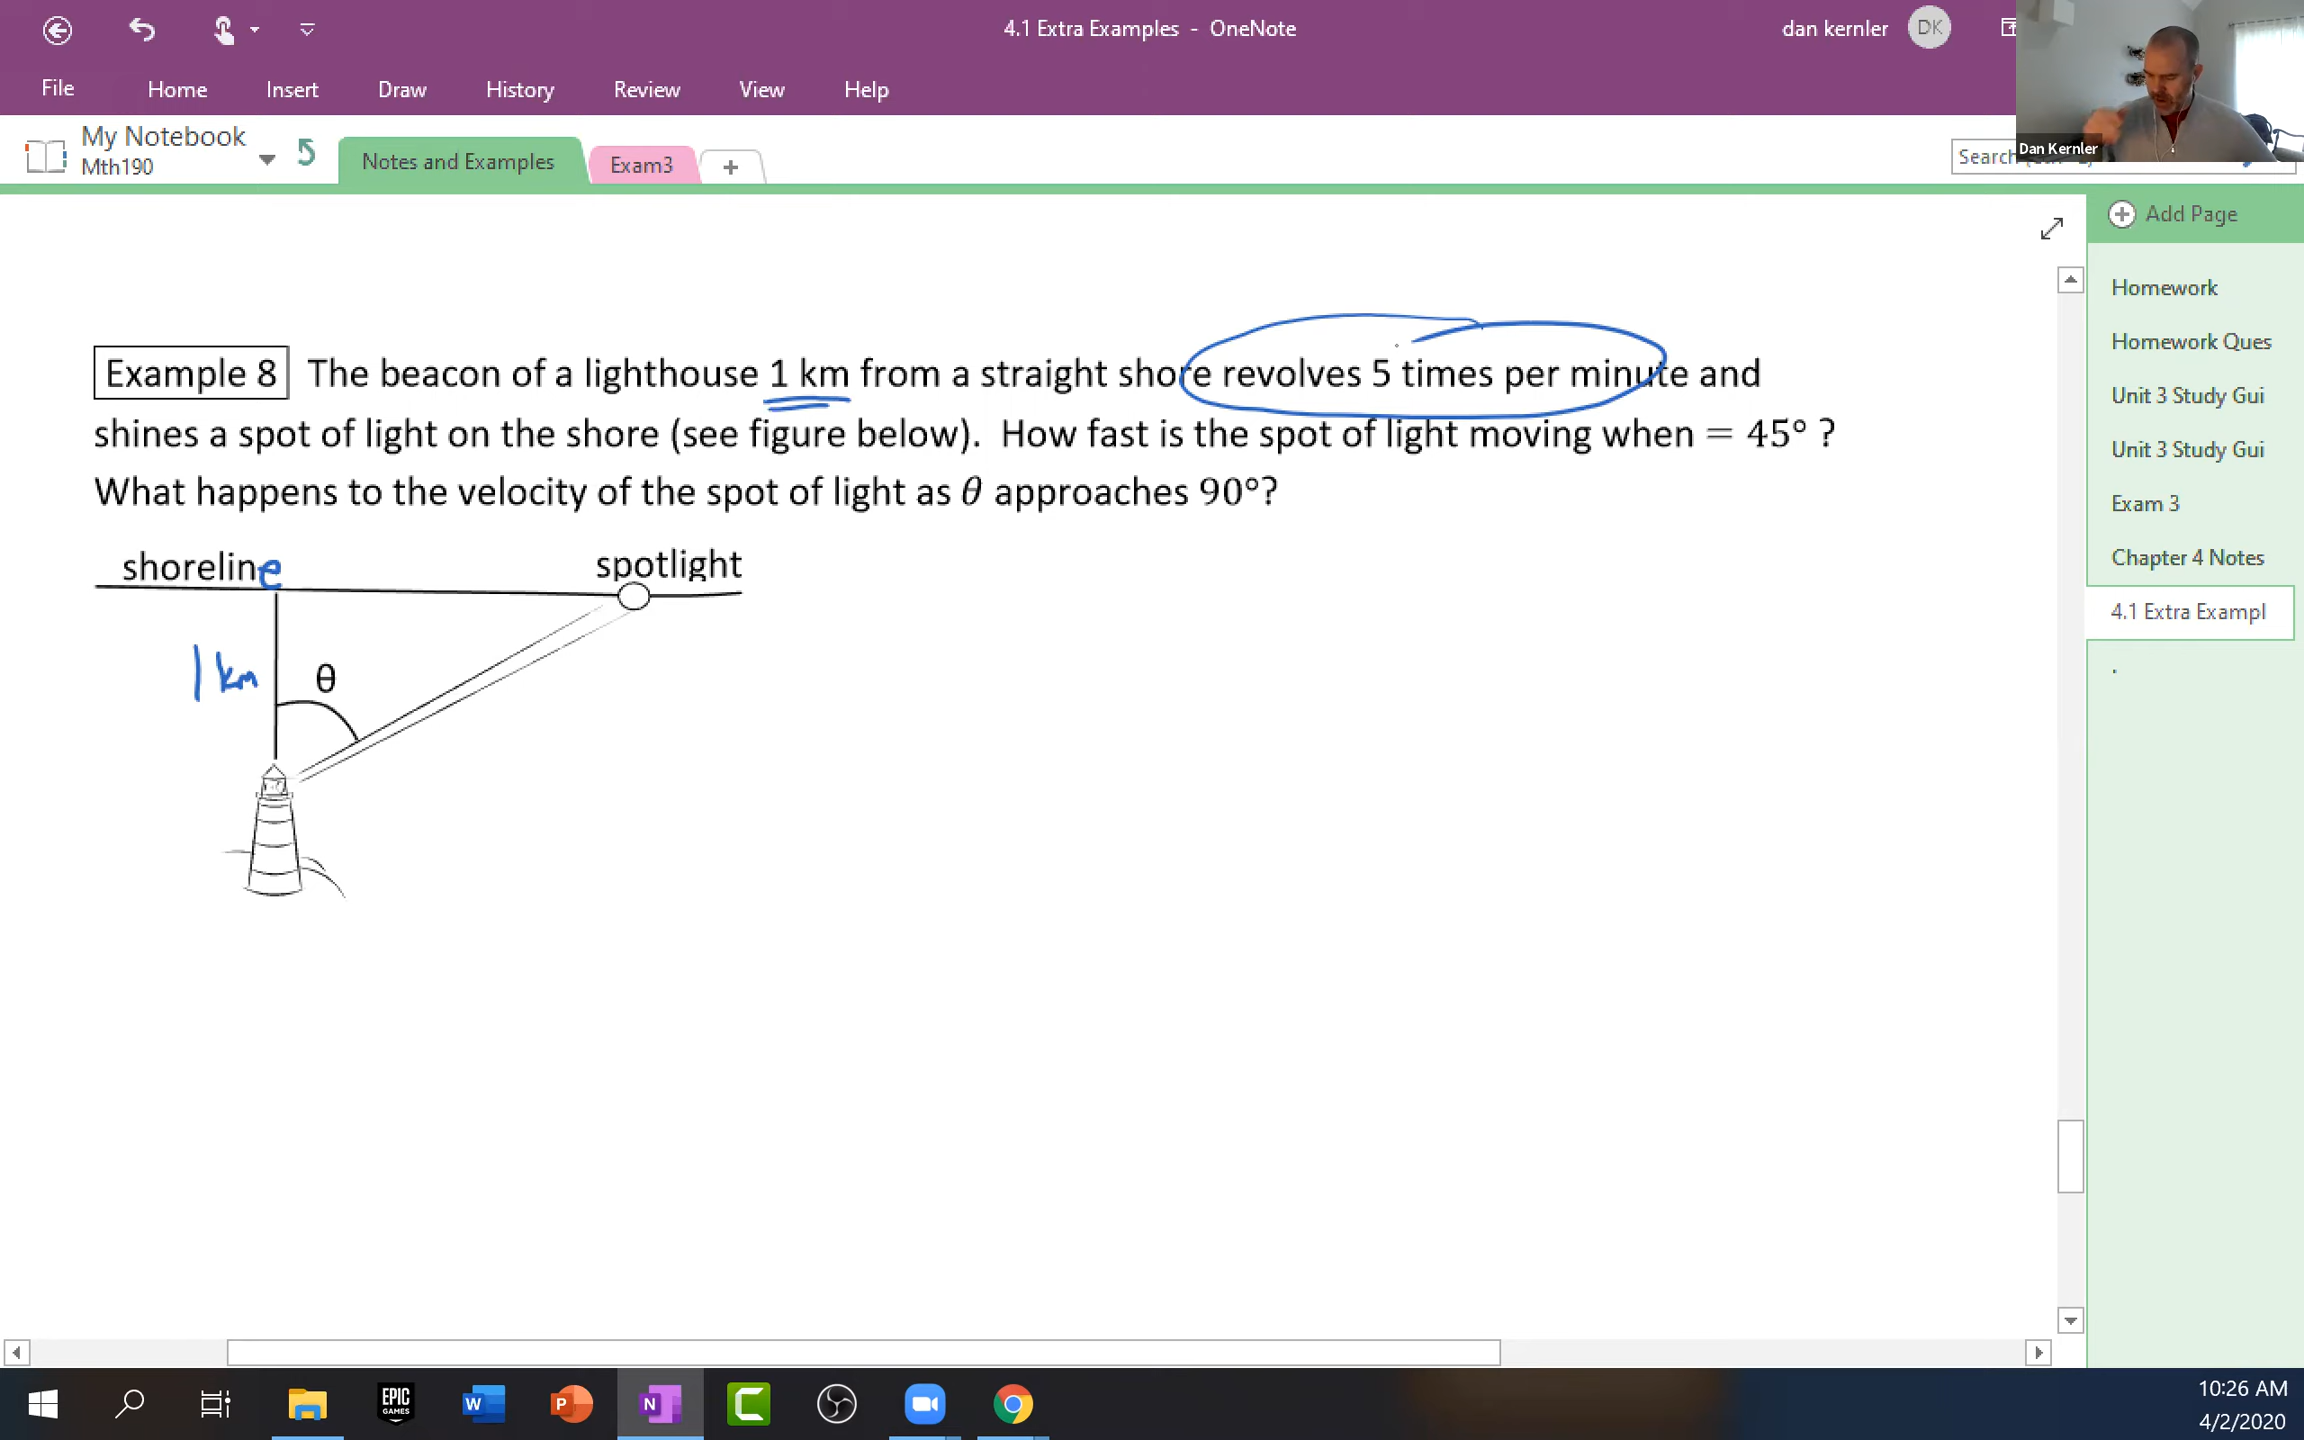 4.1 Extra Examples - OneNote
dan kernler
DK
File
Home
Insert
Draw
History
Review
View
Help
Dan Kernler
My Notebook
Mth190
Notes and Examples
Exam3
+
Search
Add Page
Homework
Homework Ques
Unit 3 Study Gui
Unit 3 Study Gui
Exam 3
Chapter 4 Notes
4.1 Extra Exampl
.
Example 8 The beacon of a lighthouse 1 km from a straight shore revolves 5 times per minute and
shines a spot of light on the shore (see figure below). How fast is the spot of light moving when = 45° ?
What happens to the velocity of the spot of light as θ approaches 90°?
shoreline
spotlight
1 km
θ
EPIC
GAMES
W
P
N
C
10:26 AM
4/2/2020